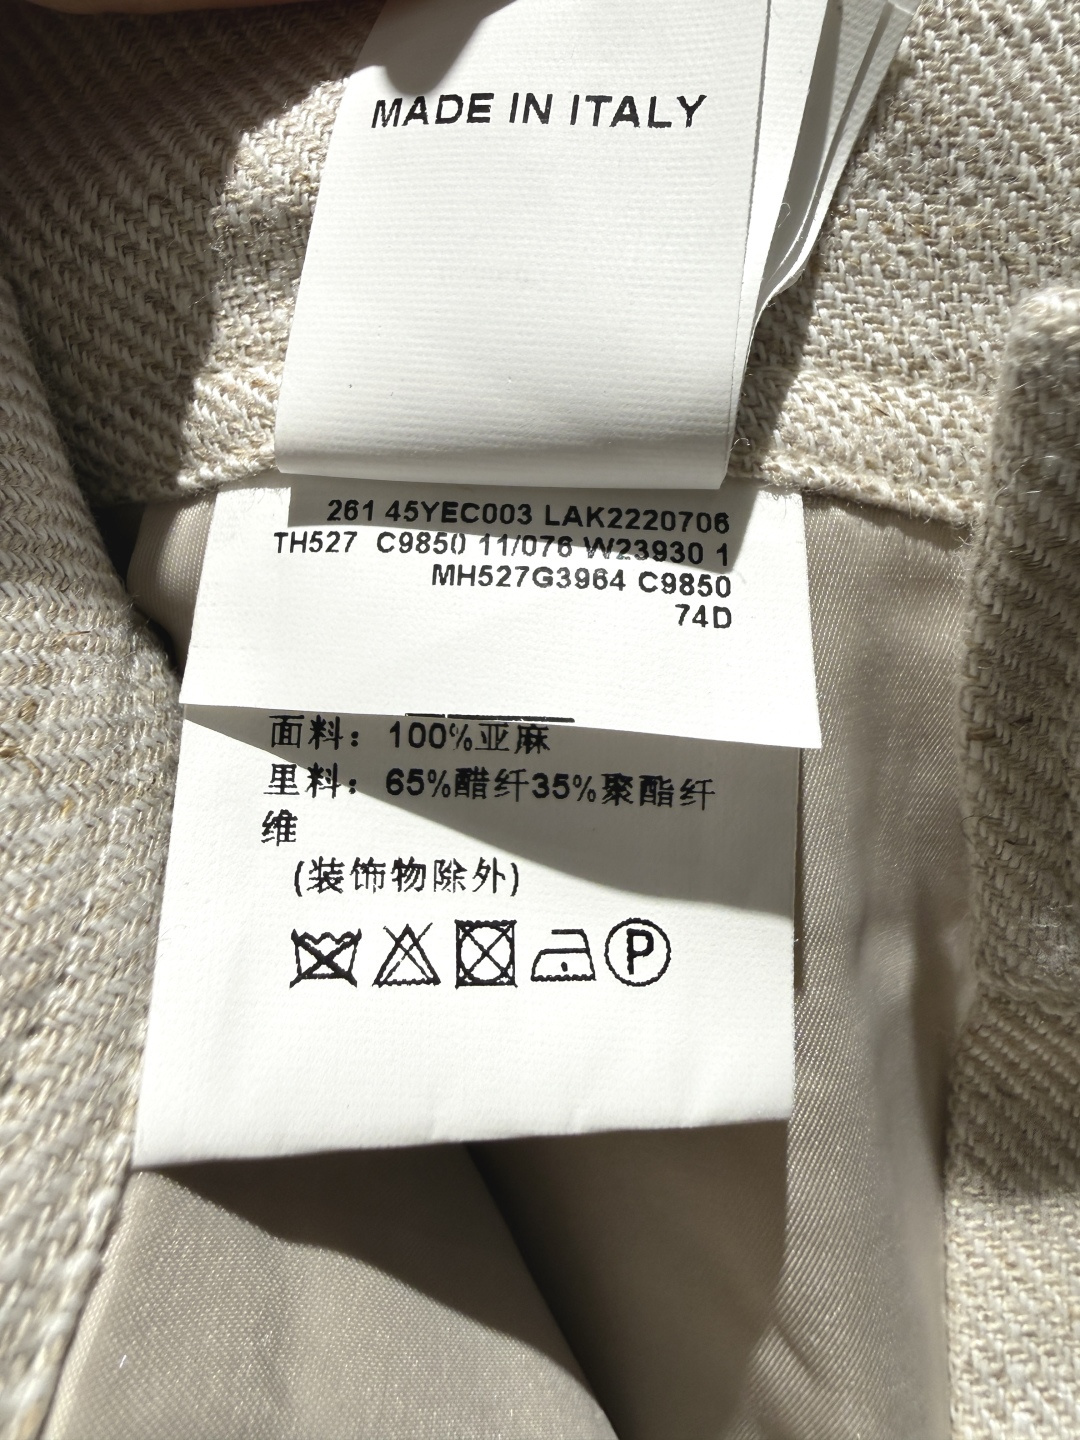 MADE IN ITALY
261 45YEC003 LAK2220706
TH527 C9850 11/076 W23930 1
MH527G3964 C9850
74D
面料：100%亚麻
里料：65%醋纤35%聚酯纤
维
(装饰物除外)
P